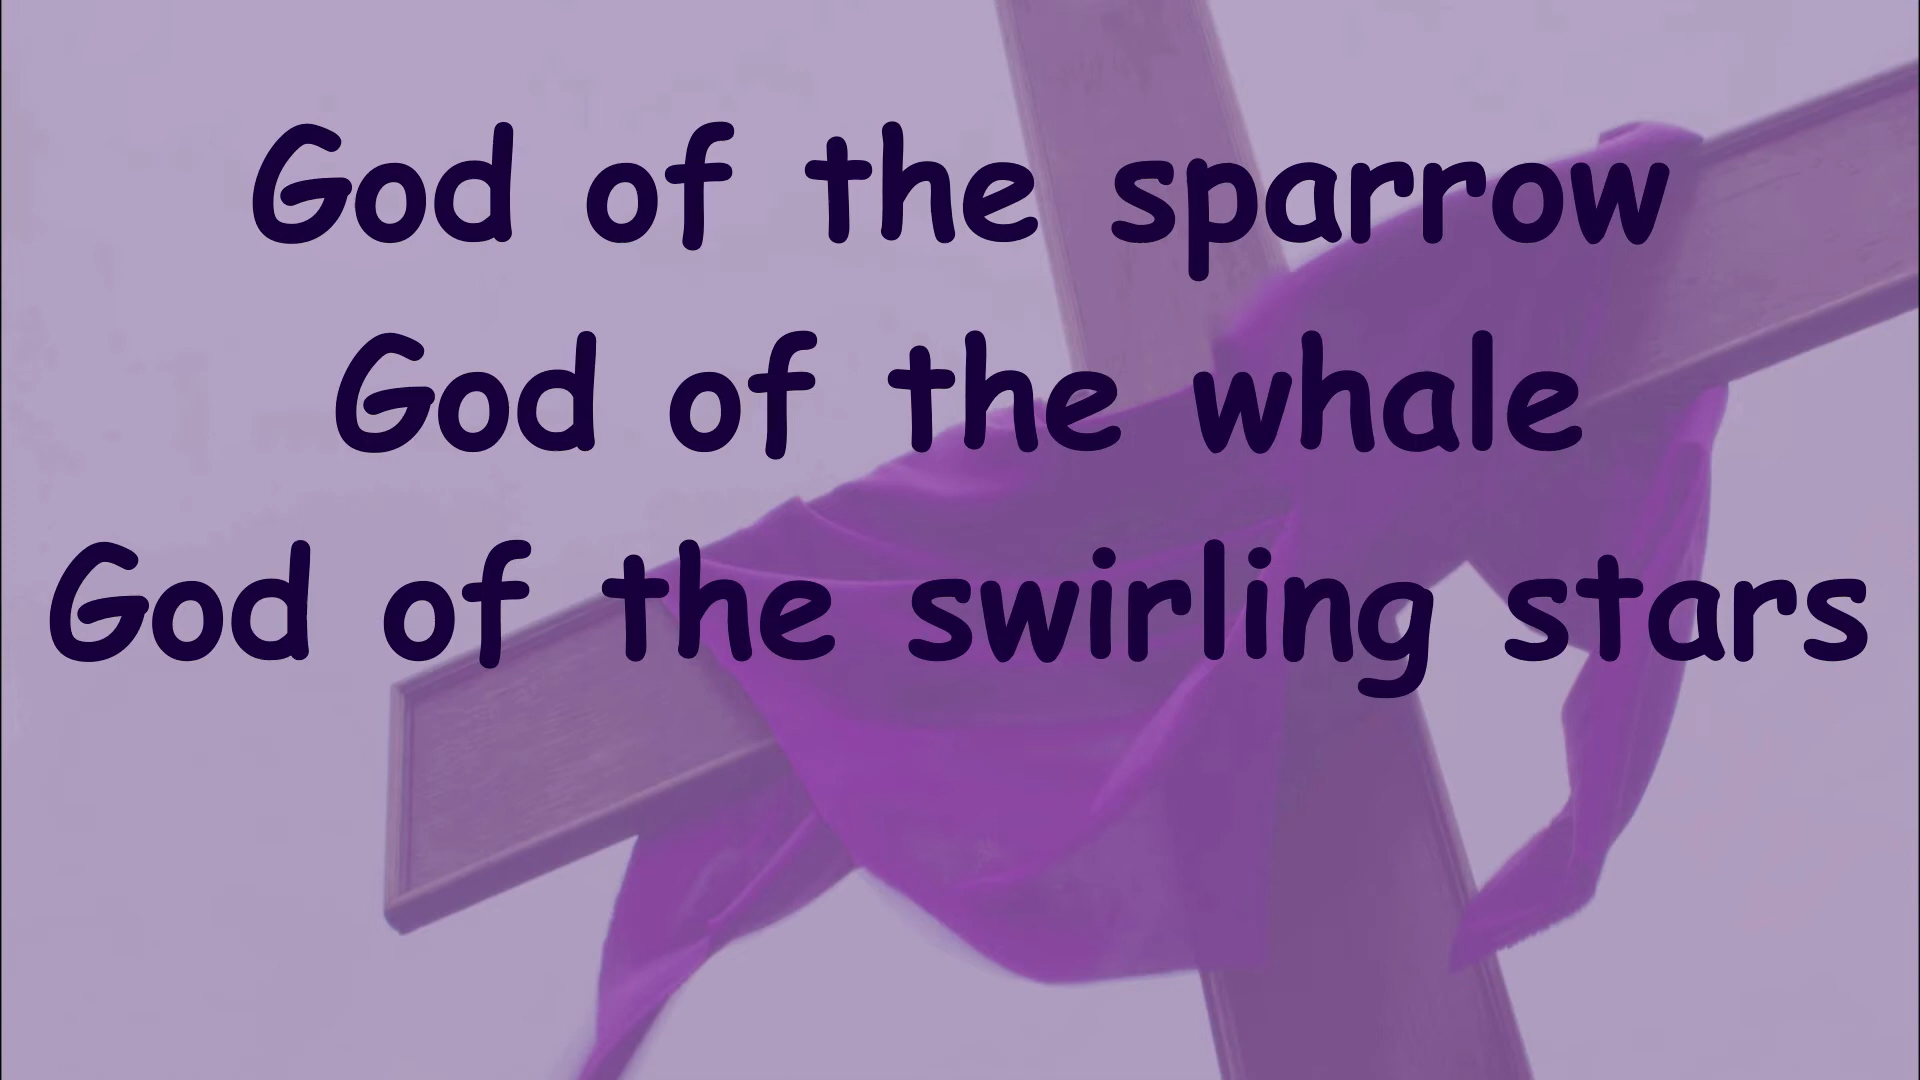 God of the sparrow
God of the whale
God of the swirling stars